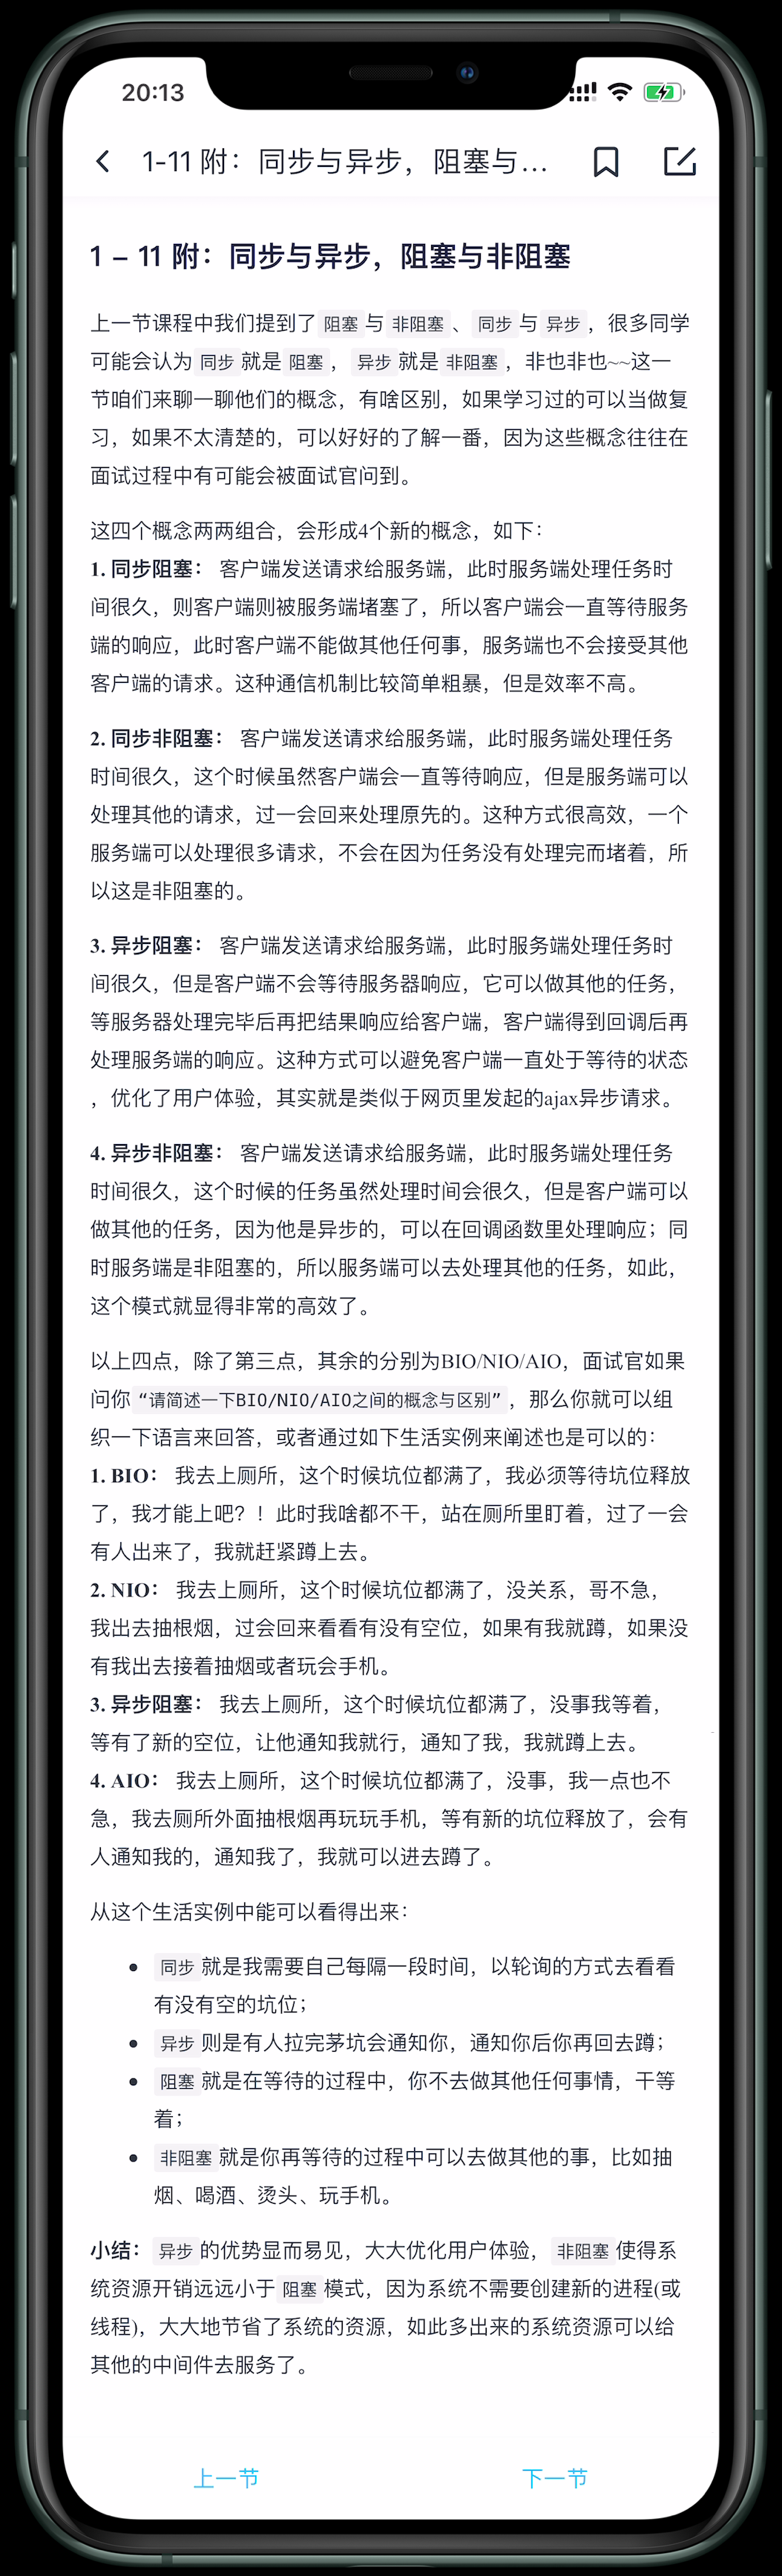 20:13
1-11 附：同步与异步，阻塞与...
1 – 11 附：同步与异步，阻塞与非阻塞
上一节课程中我们提到了 阻塞 与 非阻塞 、 同步 与 异步 ，很多同学
可能会认为 同步 就是 阻塞 ， 异步 就是 非阻塞 ，非也非也~~这一
节咱们来聊一聊他们的概念，有啥区别，如果学习过的可以当做复
习，如果不太清楚的，可以好好的了解一番，因为这些概念往往在
面试过程中有可能会被面试官问到。
这四个概念两两组合，会形成4个新的概念，如下：
1. 同步阻塞： 客户端发送请求给服务端，此时服务端处理任务时
间很久，则客户端则被服务端堵塞了，所以客户端会一直等待服务
端的响应，此时客户端不能做其他任何事，服务端也不会接受其他
客户端的请求。这种通信机制比较简单粗暴，但是效率不高。
2. 同步非阻塞： 客户端发送请求给服务端，此时服务端处理任务
时间很久，这个时候虽然客户端会一直等待响应，但是服务端可以
处理其他的请求，过一会回来处理原先的。这种方式很高效，一个
服务端可以处理很多请求，不会在因为任务没有处理完而堵着，所
以这是非阻塞的。
3. 异步阻塞： 客户端发送请求给服务端，此时服务端处理任务时
间很久，但是客户端不会等待服务器响应，它可以做其他的任务，
等服务器处理完毕后再把结果响应给客户端，客户端得到回调后再
处理服务端的响应。这种方式可以避免客户端一直处于等待的状态
，优化了用户体验，其实就是类似于网页里发起的ajax异步请求。
4. 异步非阻塞： 客户端发送请求给服务端，此时服务端处理任务
时间很久，这个时候的任务虽然处理时间会很久，但是客户端可以
做其他的任务，因为他是异步的，可以在回调函数里处理响应；同
时服务端是非阻塞的，所以服务端可以去处理其他的任务，如此，
这个模式就显得非常的高效了。
以上四点，除了第三点，其余的分别为BIO/NIO/AIO，面试官如果
问你 “请简述一下BIO/NIO/AIO之间的概念与区别” ，那么你就可以组
织一下语言来回答，或者通过如下生活实例来阐述也是可以的：
1. BIO： 我去上厕所，这个时候坑位都满了，我必须等待坑位释放
了，我才能上吧？！此时我啥都不干，站在厕所里盯着，过了一会
有人出来了，我就赶紧蹲上去。
2. NIO： 我去上厕所，这个时候坑位都满了，没关系，哥不急，
我出去抽根烟，过会回来看看有没有空位，如果有我就蹲，如果没
有我出去接着抽烟或者玩会手机。
3. 异步阻塞： 我去上厕所，这个时候坑位都满了，没事我等着，
等有了新的空位，让他通知我就行，通知了我，我就蹲上去。
4. AIO： 我去上厕所，这个时候坑位都满了，没事，我一点也不
急，我去厕所外面抽根烟再玩玩手机，等有新的坑位释放了，会有
人通知我的，通知我了，我就可以进去蹲了。
从这个生活实例中能可以看得出来：
• 同步 就是我需要自己每隔一段时间，以轮询的方式去看看
有没有空的坑位；
• 异步 则是有人拉完茅坑会通知你，通知你后你再回去蹲；
• 阻塞 就是在等待的过程中，你不去做其他任何事情，干等
着；
• 非阻塞 就是你再等待的过程中可以去做其他的事，比如抽
烟、喝酒、烫头、玩手机。
小结： 异步 的优势显而易见，大大优化用户体验， 非阻塞 使得系
统资源开销远远小于 阻塞 模式，因为系统不需要创建新的进程(或
线程)，大大地节省了系统的资源，如此多出来的系统资源可以给
其他的中间件去服务了。
上一节 下一节